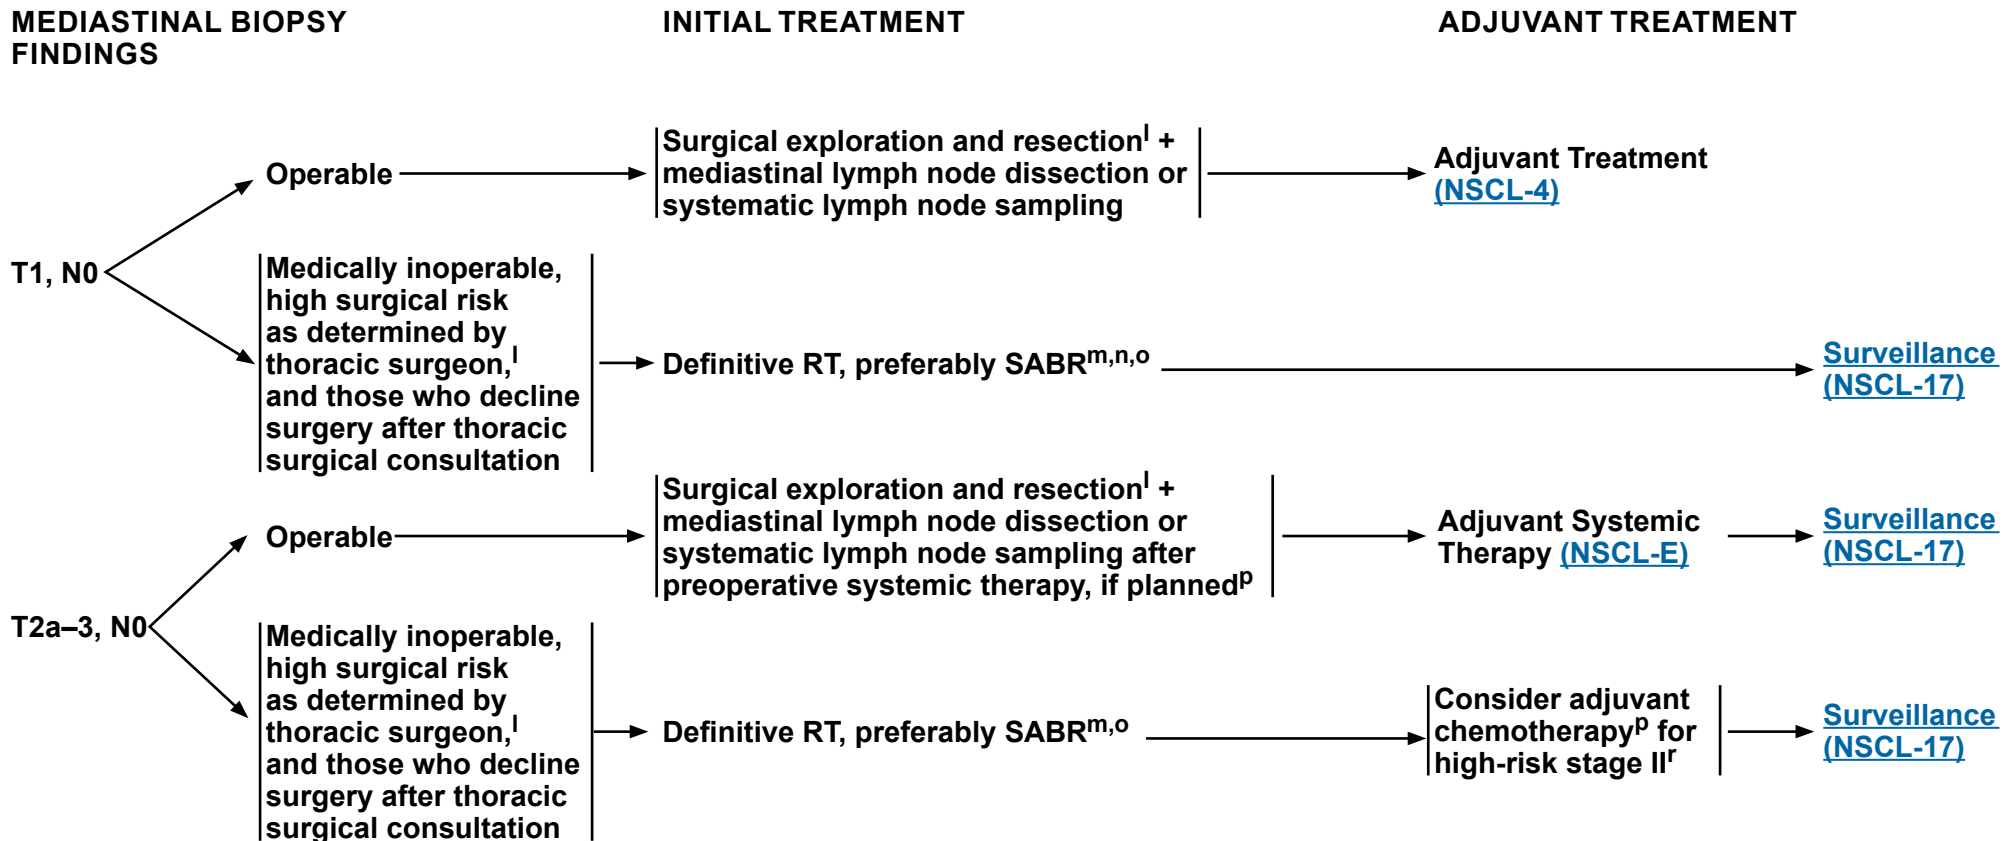 MEDIASTINAL BIOPSY
FINDINGS
INITIAL TREATMENT
ADJUVANT TREATMENT
T1, N0
Operable
Surgical exploration and resectionl +
mediastinal lymph node dissection or
systematic lymph node sampling
Adjuvant Treatment
(NSCL-4)
Medically inoperable,
high surgical risk
as determined by
thoracic surgeon,l
and those who decline
surgery after thoracic
surgical consultation
Definitive RT, preferably SABRm,n,o
Surveillance
(NSCL-17)
T2a–3, N0
Operable
Surgical exploration and resectionl +
mediastinal lymph node dissection or
systematic lymph node sampling after
preoperative systemic therapy, if plannedp
Adjuvant Systemic
Therapy (NSCL-E)
Surveillance
(NSCL-17)
Medically inoperable,
high surgical risk
as determined by
thoracic surgeon,l
and those who decline
surgery after thoracic
surgical consultation
Definitive RT, preferably SABRm,o
Consider adjuvant
chemotherapyp for
high-risk stage IIr
Surveillance
(NSCL-17)